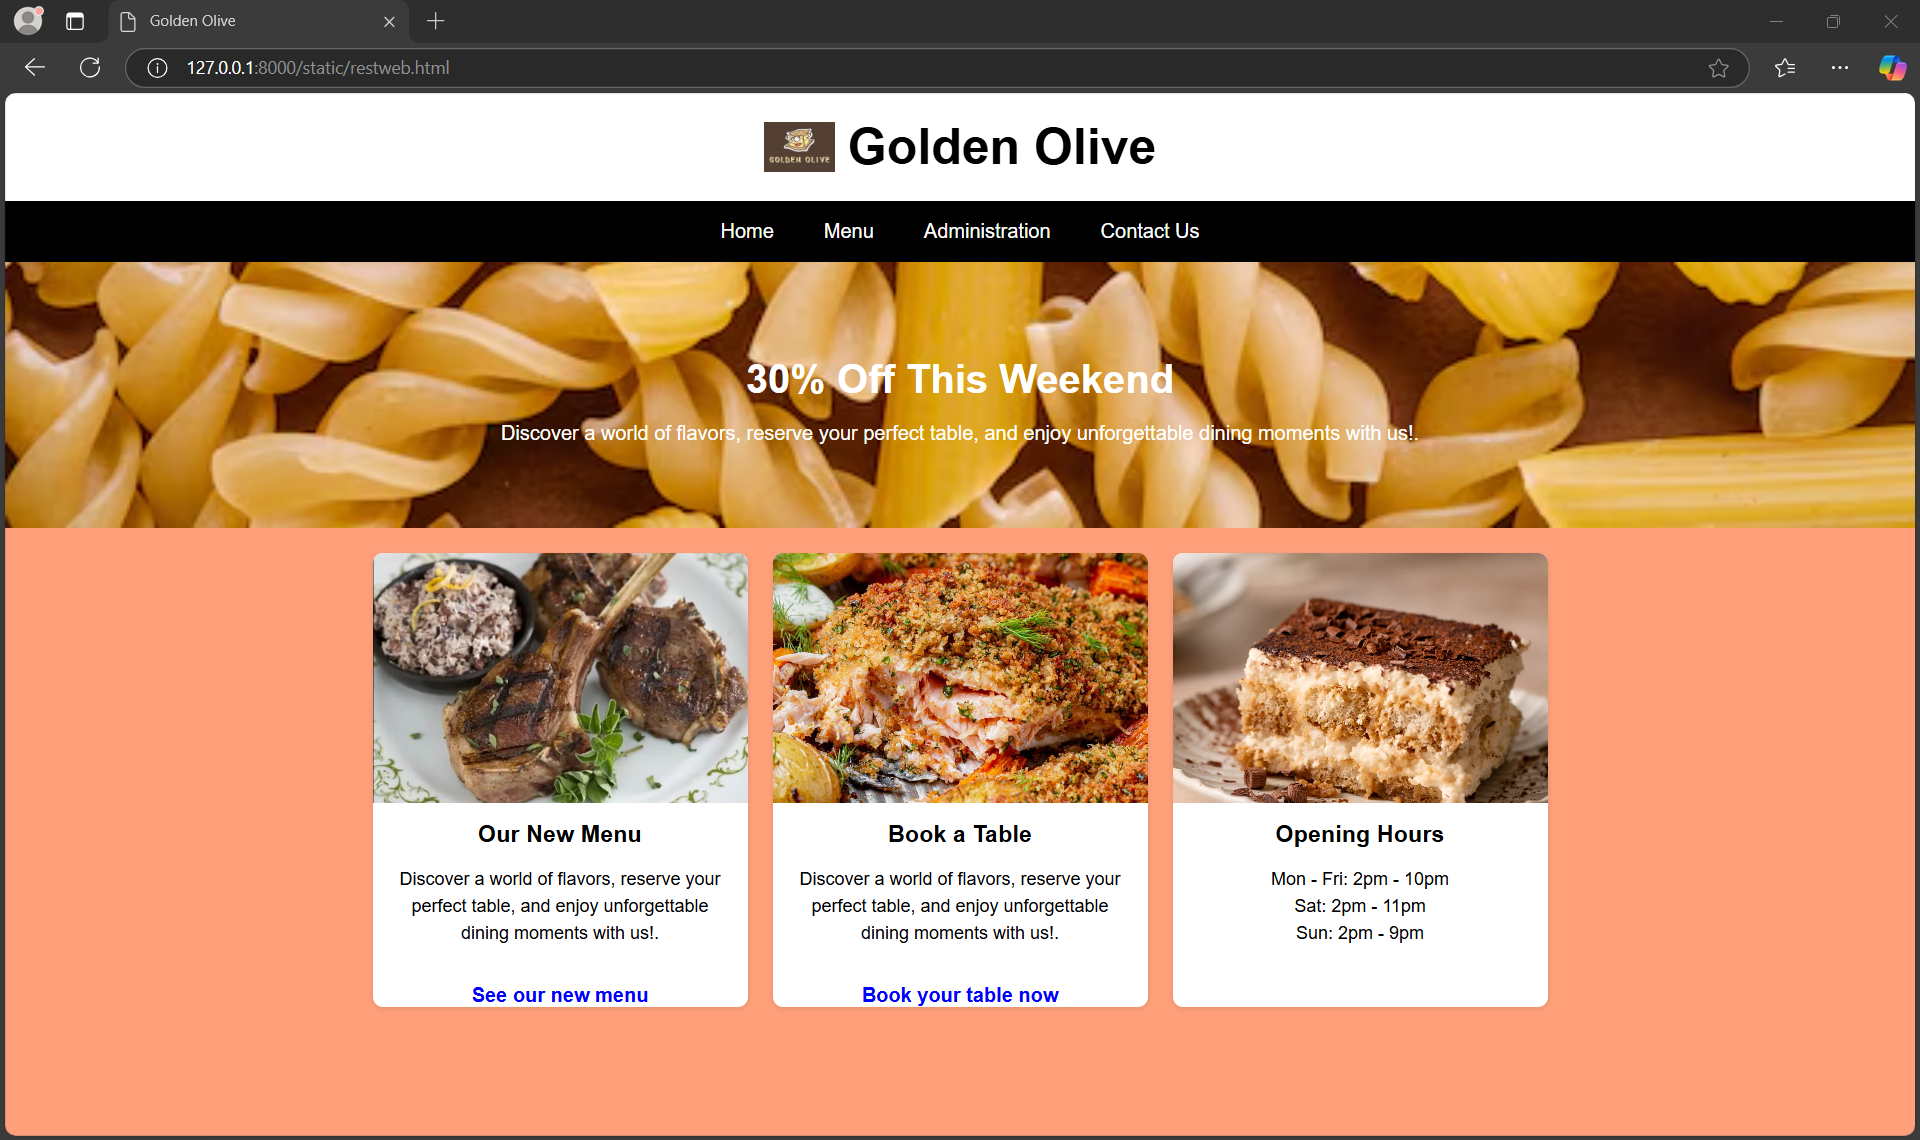 Golden Olive
127.0.0.1:8000/static/restweb.html
GOLDEN OLIVE
Golden Olive
Home Menu Administration Contact Us
30% Off This Weekend
Discover a world of flavors, reserve your perfect table, and enjoy unforgettable dining moments with us!.
Our New Menu
Discover a world of flavors, reserve your
perfect table, and enjoy unforgettable
dining moments with us!.
See our new menu
Book a Table
Discover a world of flavors, reserve your
perfect table, and enjoy unforgettable
dining moments with us!.
Book your table now
Opening Hours
Mon - Fri: 2pm - 10pm
Sat: 2pm - 11pm
Sun: 2pm - 9pm